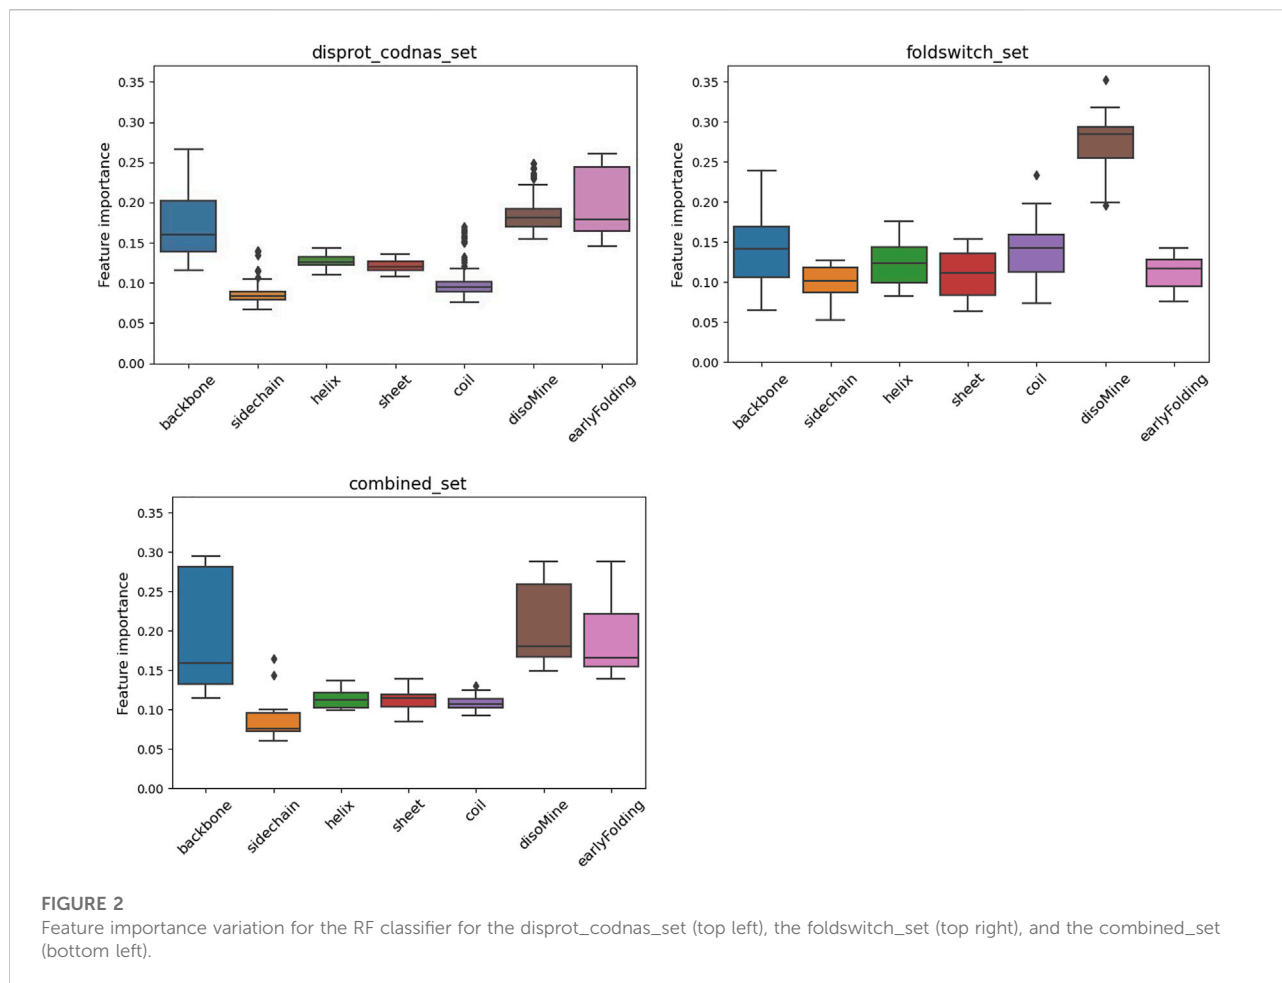 disprot_codnas_set
Feature importance
0.35
0.30
0.25
0.20
0.15
0.10
0.05
0.00
backbone
sidechain
helix
sheet
coil
disoMine
earlyFolding
foldswitch_set
Feature importance
0.35
0.30
0.25
0.20
0.15
0.10
0.05
0.00
backbone
sidechain
helix
sheet
coil
disoMine
earlyFolding
combined_set
Feature importance
0.35
0.30
0.25
0.20
0.15
0.10
0.05
0.00
backbone
sidechain
helix
sheet
coil
disoMine
earlyFolding
FIGURE 2
Feature importance variation for the RF classifier for the disprot_codnas_set (top left), the foldswitch_set (top right), and the combined_set
(bottom left).